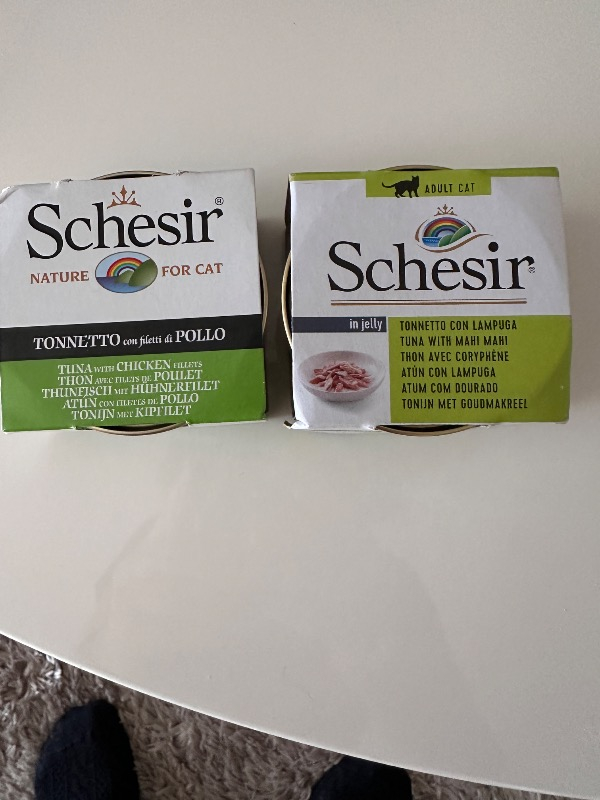 Schesir®
NATURE FOR CAT
TONNETTO con filetti di POLLO
TUNA WITH CHICKEN FILLETS
THON AVEC FILETS DE POULET
THUNFISCH MIT HÜHNERFILET
ATÚN CON FILETES DE POLLO
TONIJN MET KIPFILET
ADULT CAT
Schesir®
in jelly
TONNETTO CON LAMPUGA
TUNA WITH MAHI MAHI
THON AVEC CORYPHÈNE
ATÚN CON LAMPUGA
ATUM COM DOURADO
TONIJN MET GOUDMAKREEL